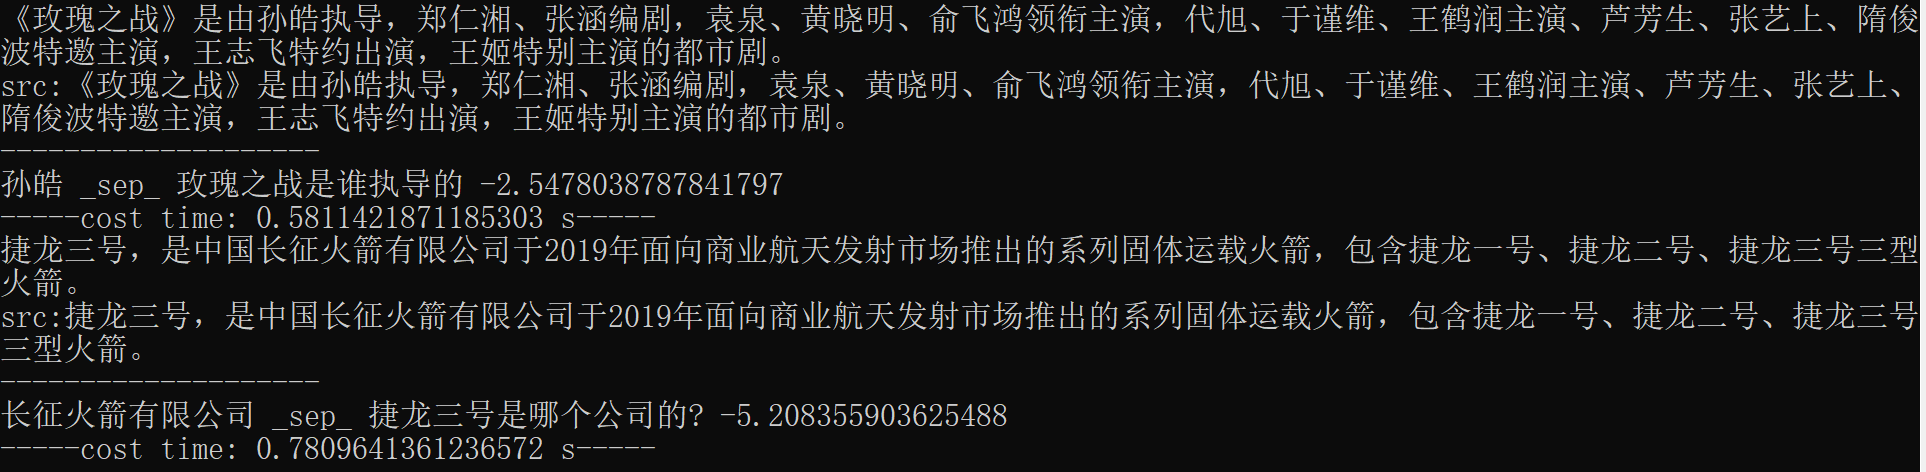 《玫瑰之战》是由孙皓执导，郑仁湘、张涵编剧，袁泉、黄晓明、俞飞鸿领衔主演，代旭、于谨维、王鹤润主演、芦芳生、张艺上、隋俊
波特邀主演，王志飞特约出演，王姬特别主演的都市剧。
src:《玫瑰之战》是由孙皓执导，郑仁湘、张涵编剧，袁泉、黄晓明、俞飞鸿领衔主演，代旭、于谨维、王鹤润主演、芦芳生、张艺上、
隋俊波特邀主演，王志飞特约出演，王姬特别主演的都市剧。
--------------------
孙皓 _sep_ 玫瑰之战是谁执导的 -2.5478038787841797
-----cost time: 0.5811421871185303 s-----
捷龙三号，是中国长征火箭有限公司于2019年面向商业航天发射市场推出的系列固体运载火箭，包含捷龙一号、捷龙二号、捷龙三号三型
火箭。
src:捷龙三号，是中国长征火箭有限公司于2019年面向商业航天发射市场推出的系列固体运载火箭，包含捷龙一号、捷龙二号、捷龙三号
三型火箭。
--------------------
长征火箭有限公司 _sep_ 捷龙三号是哪个公司的? -5.208355903625488
-----cost time: 0.7809641361236572 s-----